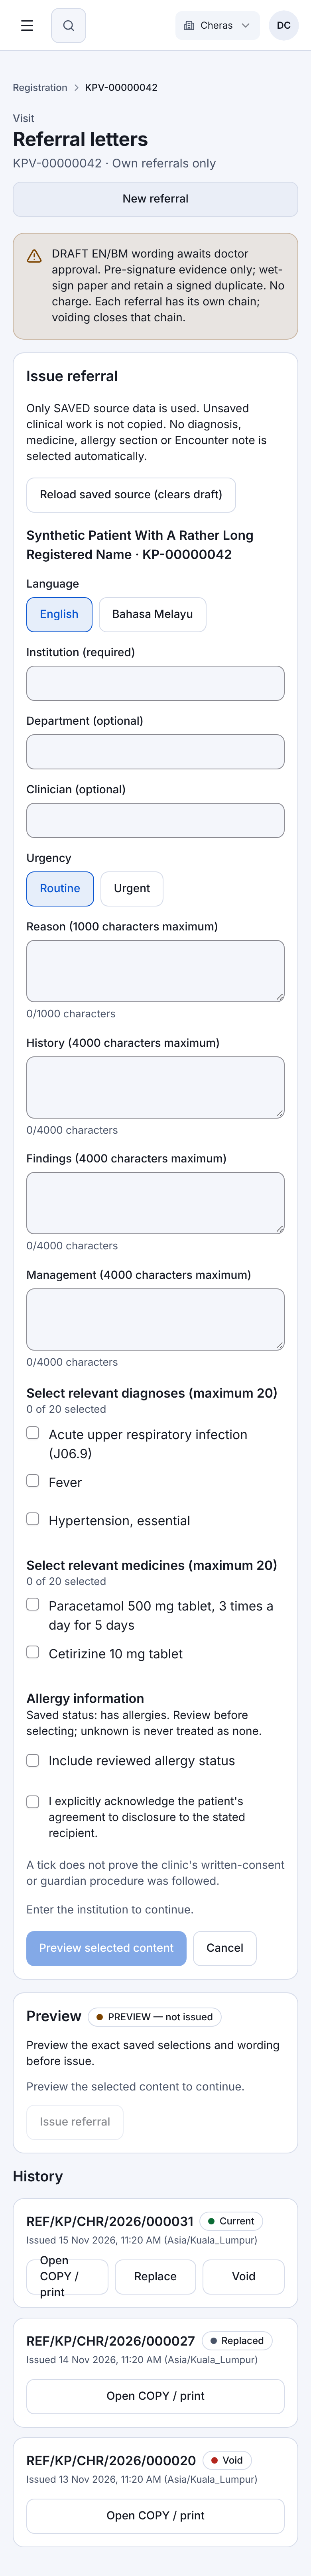 Cheras
DC
Registration > KPV-00000042
Visit
Referral letters
KPV-00000042 · Own referrals only
New referral
DRAFT EN/BM wording awaits doctor
approval. Pre-signature evidence only; wet-
sign paper and retain a signed duplicate. No
charge. Each referral has its own chain;
voiding closes that chain.
Issue referral
Only SAVED source data is used. Unsaved
clinical work is not copied. No diagnosis,
medicine, allergy section or Encounter note is
selected automatically.
Reload saved source (clears draft)
Synthetic Patient With A Rather Long
Registered Name · KP-00000042
Language
English
Bahasa Melayu
Institution (required)
Department (optional)
Clinician (optional)
Urgency
Routine
Urgent
Reason (1000 characters maximum)
0/1000 characters
History (4000 characters maximum)
0/4000 characters
Findings (4000 characters maximum)
0/4000 characters
Management (4000 characters maximum)
0/4000 characters
Select relevant diagnoses (maximum 20)
0 of 20 selected
Acute upper respiratory infection
(J06.9)
Fever
Hypertension, essential
Select relevant medicines (maximum 20)
0 of 20 selected
Paracetamol 500 mg tablet, 3 times a
day for 5 days
Cetirizine 10 mg tablet
Allergy information
Saved status: has allergies. Review before
selecting; unknown is never treated as none.
Include reviewed allergy status
I explicitly acknowledge the patient's
agreement to disclosure to the stated
recipient.
A tick does not prove the clinic's written-consent
or guardian procedure was followed.
Enter the institution to continue.
Preview selected content
Cancel
Preview
PREVIEW — not issued
Preview the exact saved selections and wording
before issue.
Preview the selected content to continue.
Issue referral
History
REF/KP/CHR/2026/000031
Current
Issued 15 Nov 2026, 11:20 AM (Asia/Kuala_Lumpur)
Open
COPY /
print
Replace
Void
REF/KP/CHR/2026/000027
Replaced
Issued 14 Nov 2026, 11:20 AM (Asia/Kuala_Lumpur)
Open COPY / print
REF/KP/CHR/2026/000020
Void
Issued 13 Nov 2026, 11:20 AM (Asia/Kuala_Lumpur)
Open COPY / print